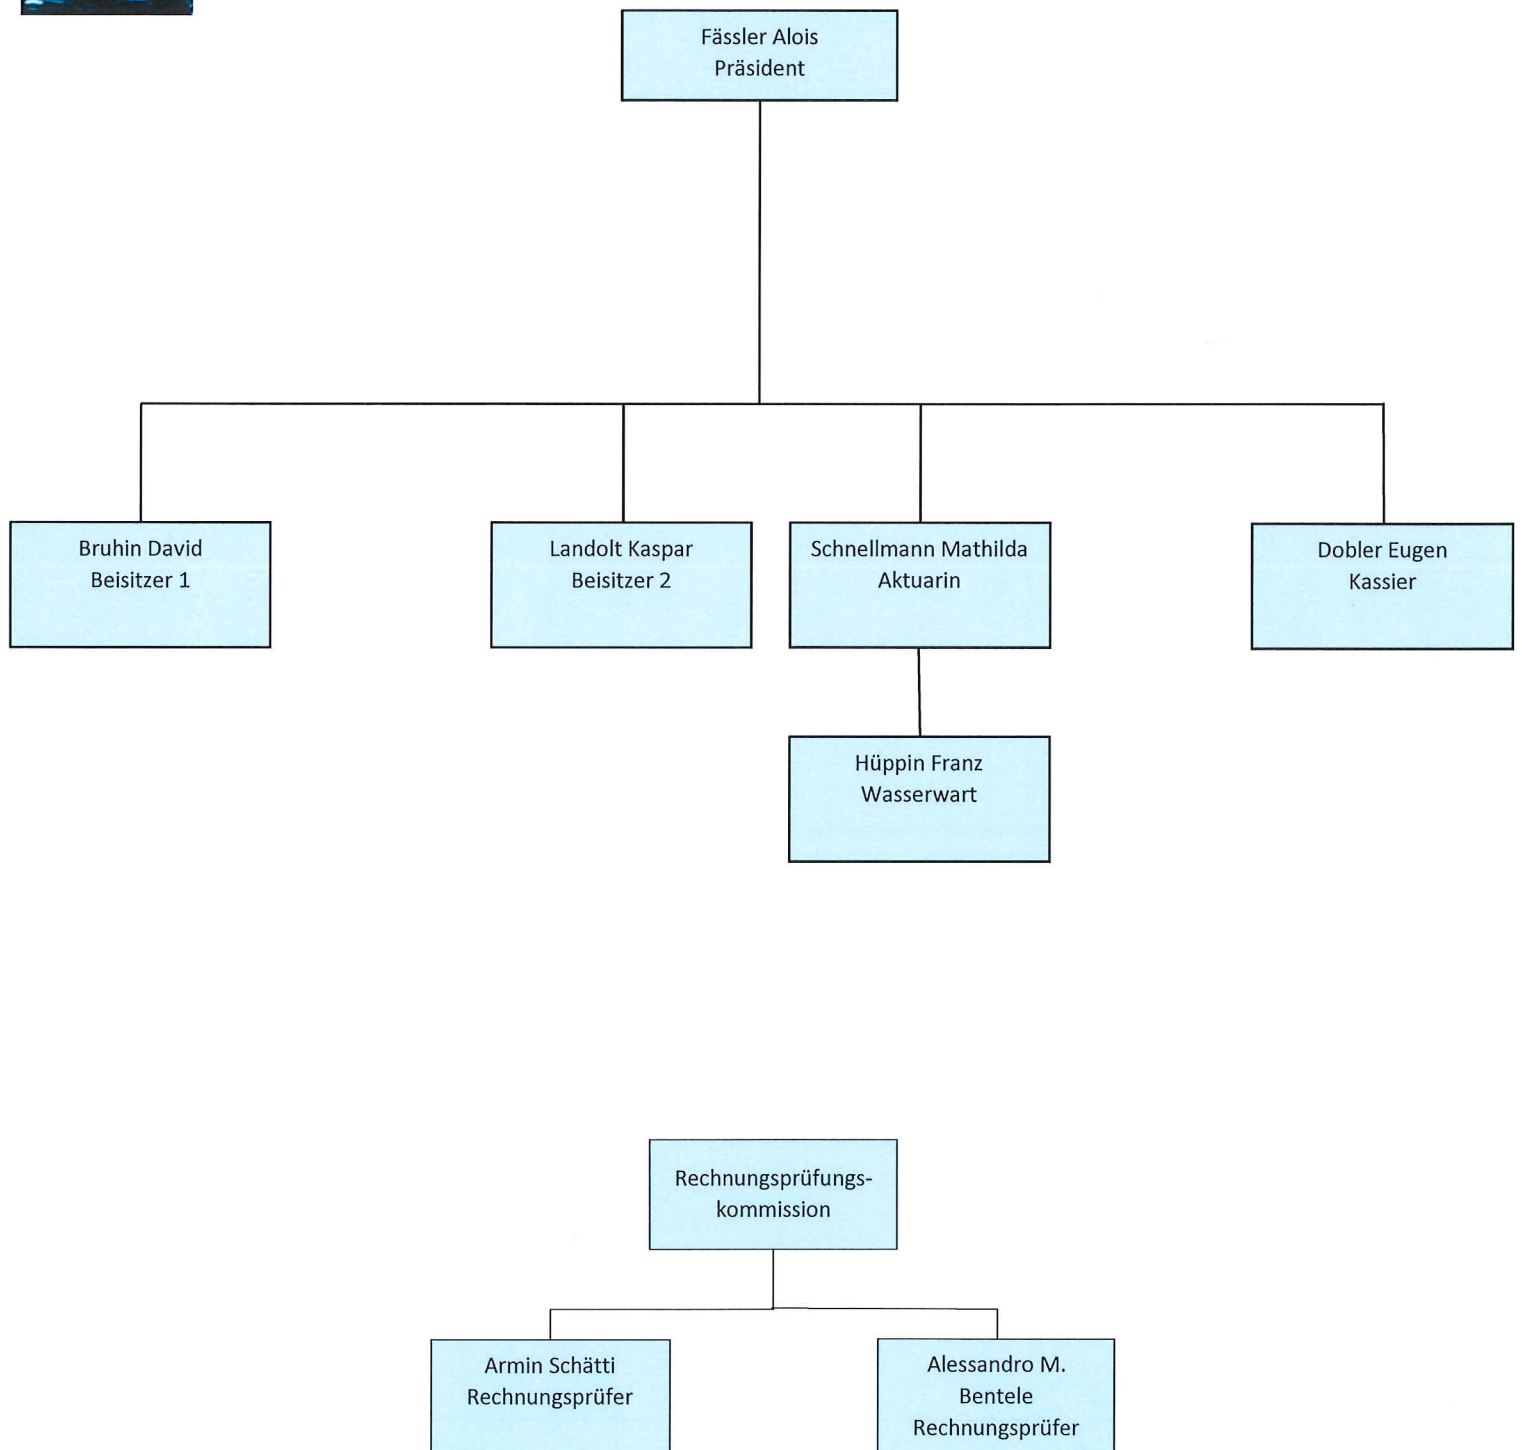 Fässler Alois
Präsident
Bruhin David
Beisitzer 1
Landolt Kaspar
Beisitzer 2
Schnellmann Mathilda
Aktuarin
Dobler Eugen
Kassier
Hüppin Franz
Wasserwart
Rechnungsprüfungs-
kommission
Armin Schätti
Rechnungsprüfer
Alessandro M.
Bentele
Rechnungsprüfer